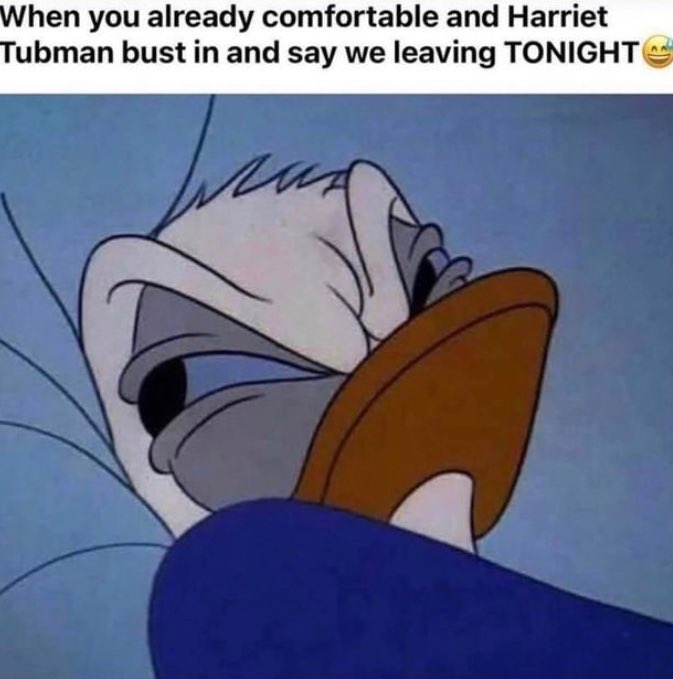 When you already comfortable and Harriet
Tubman bust in and say we leaving TONIGHT😅